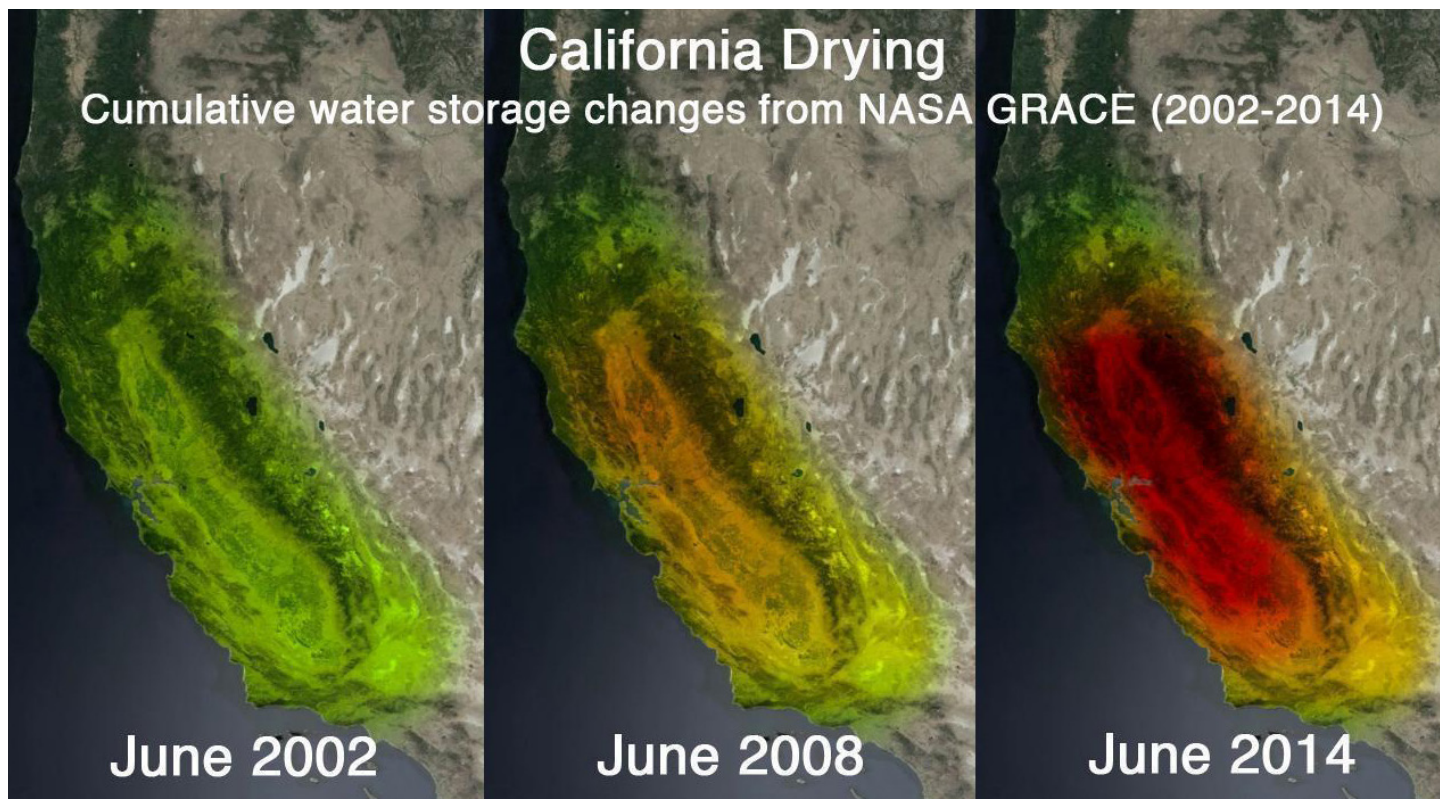 California Drying
Cumulative water storage changes from NASA GRACE (2002-2014)
June 2002
June 2008
June 2014